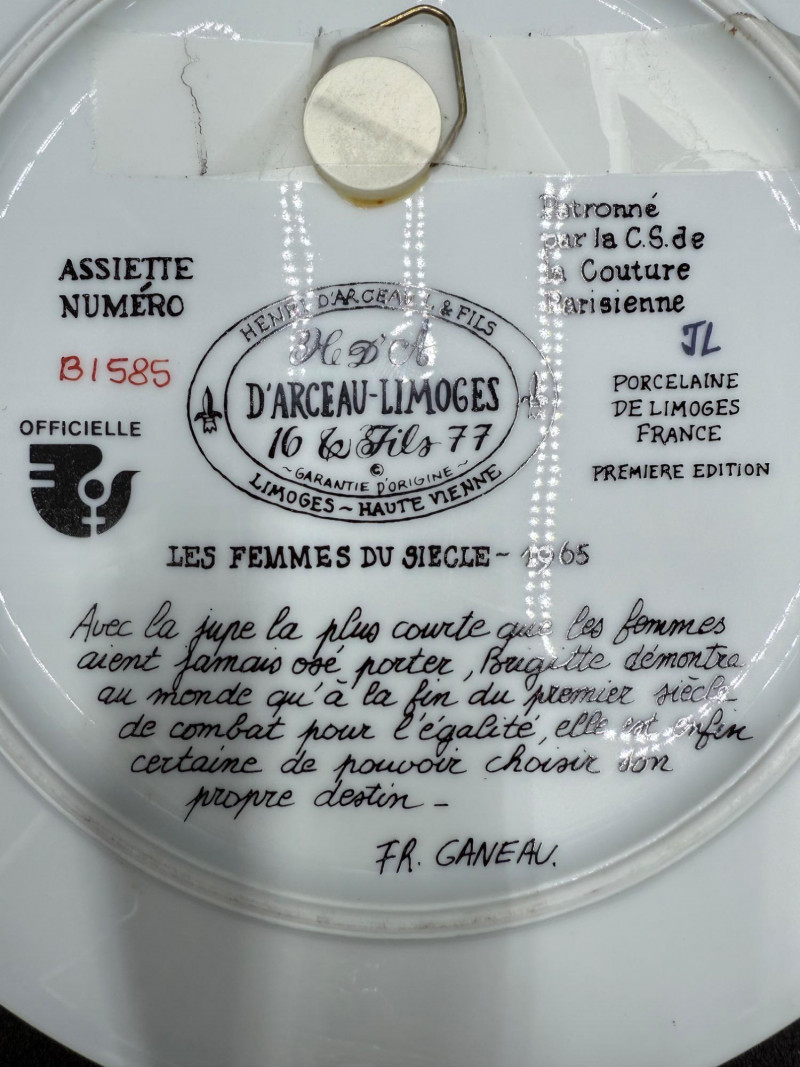 Patronné
par la C.S. de
la Couture
Parisienne
ASSIETTE
NUMÉRO
B1585
OFFICIELLE
HENRI D'ARCEAU L. & FILS
H D'A
D'ARCEAU-LIMOGES
16 & Fils 77
©
~GARANTIE D'ORIGINE~
LIMOGES ~ HAUTE VIENNE
JL
PORCELAINE
DE LIMOGES
FRANCE
PREMIERE EDITION
LES FEMMES DU SIECLE ~ 1965
Avec la jupe la plus courte que les femmes
aient jamais osé porter, Brigitte démontre
au monde qu'à la fin du premier siècle
de combat pour l'égalité, elle est enfin
certaine de pouvoir choisir son
propre destin –
FR. GANEAU.